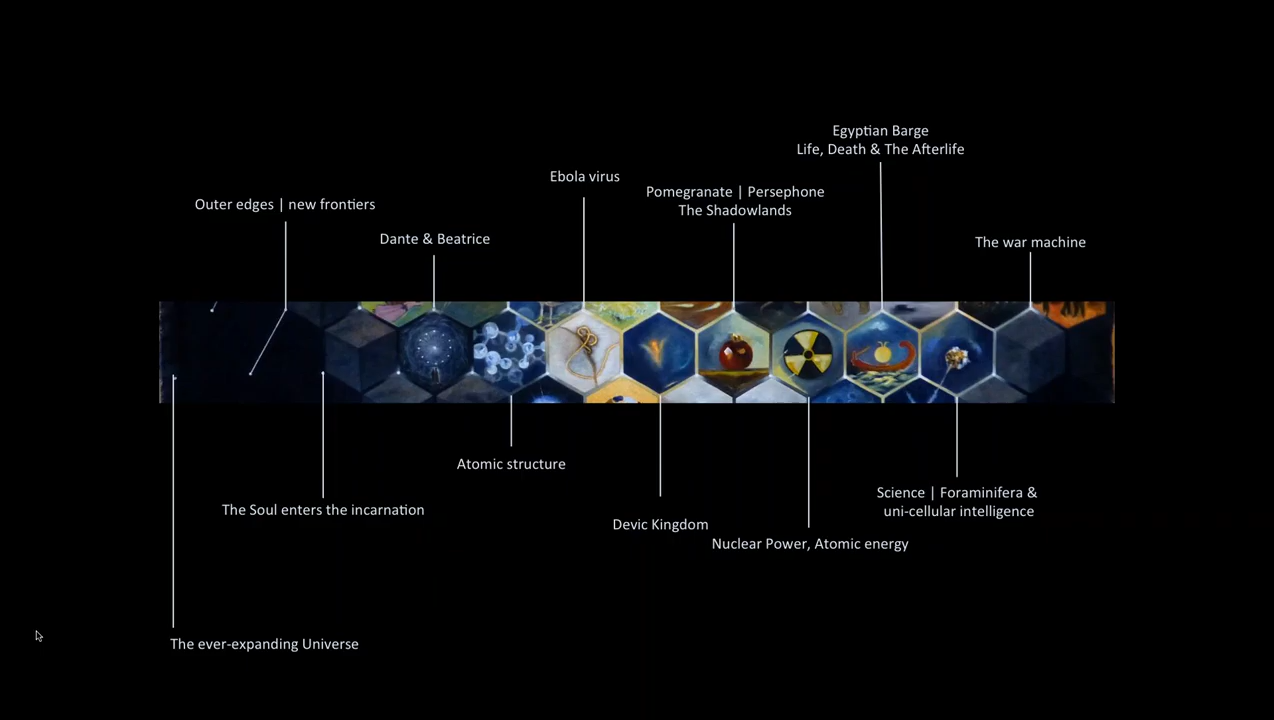 Egyptian Barge
Life, Death & The Afterlife
Ebola virus
Pomegranate | Persephone
The Shadowlands
Outer edges | new frontiers
Dante & Beatrice
The war machine
Atomic structure
Science | Foraminifera &
uni-cellular intelligence
The Soul enters the incarnation
Devic Kingdom
Nuclear Power, Atomic energy
The ever-expanding Universe